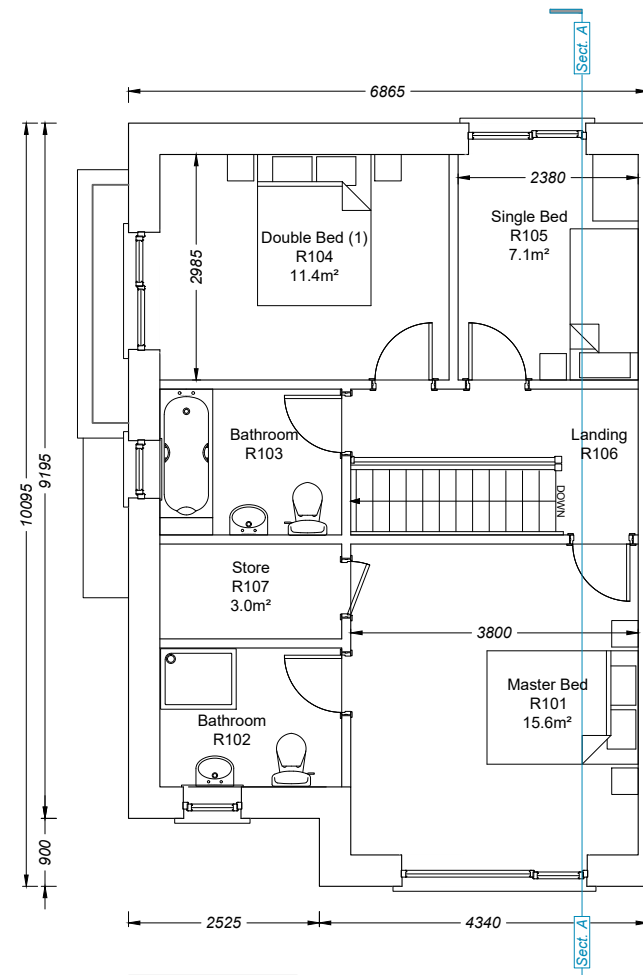 Sect. A
6865
2380
Double Bed (1)
R104
11.4m²
Single Bed
R105
7.1m²
2985
Bathroom
R103
Landing
R106
DOWN
10095
9195
Store
R107
3.0m²
3800
Master Bed
R101
15.6m²
Bathroom
R102
900
2525
4340
Sect. A